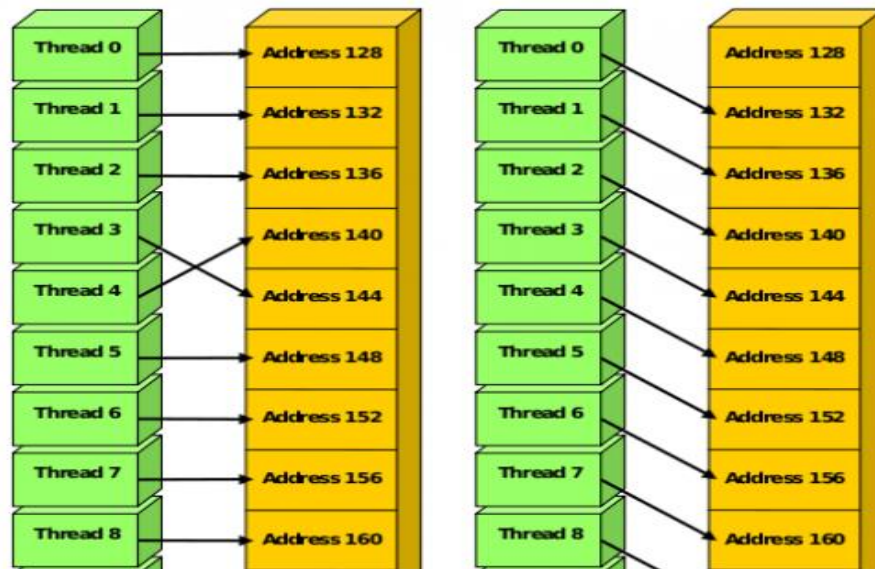 Thread 0 Address 128 Thread 0 Address 128
Thread 1 Address 132 Thread 1 Address 132
Thread 2 Address 136 Thread 2 Address 136
Thread 3 Address 140 Thread 3 Address 140
Thread 4 Address 144 Thread 4 Address 144
Thread 5 Address 148 Thread 5 Address 148
Thread 6 Address 152 Thread 6 Address 152
Thread 7 Address 156 Thread 7 Address 156
Thread 8 Address 160 Thread 8 Address 160